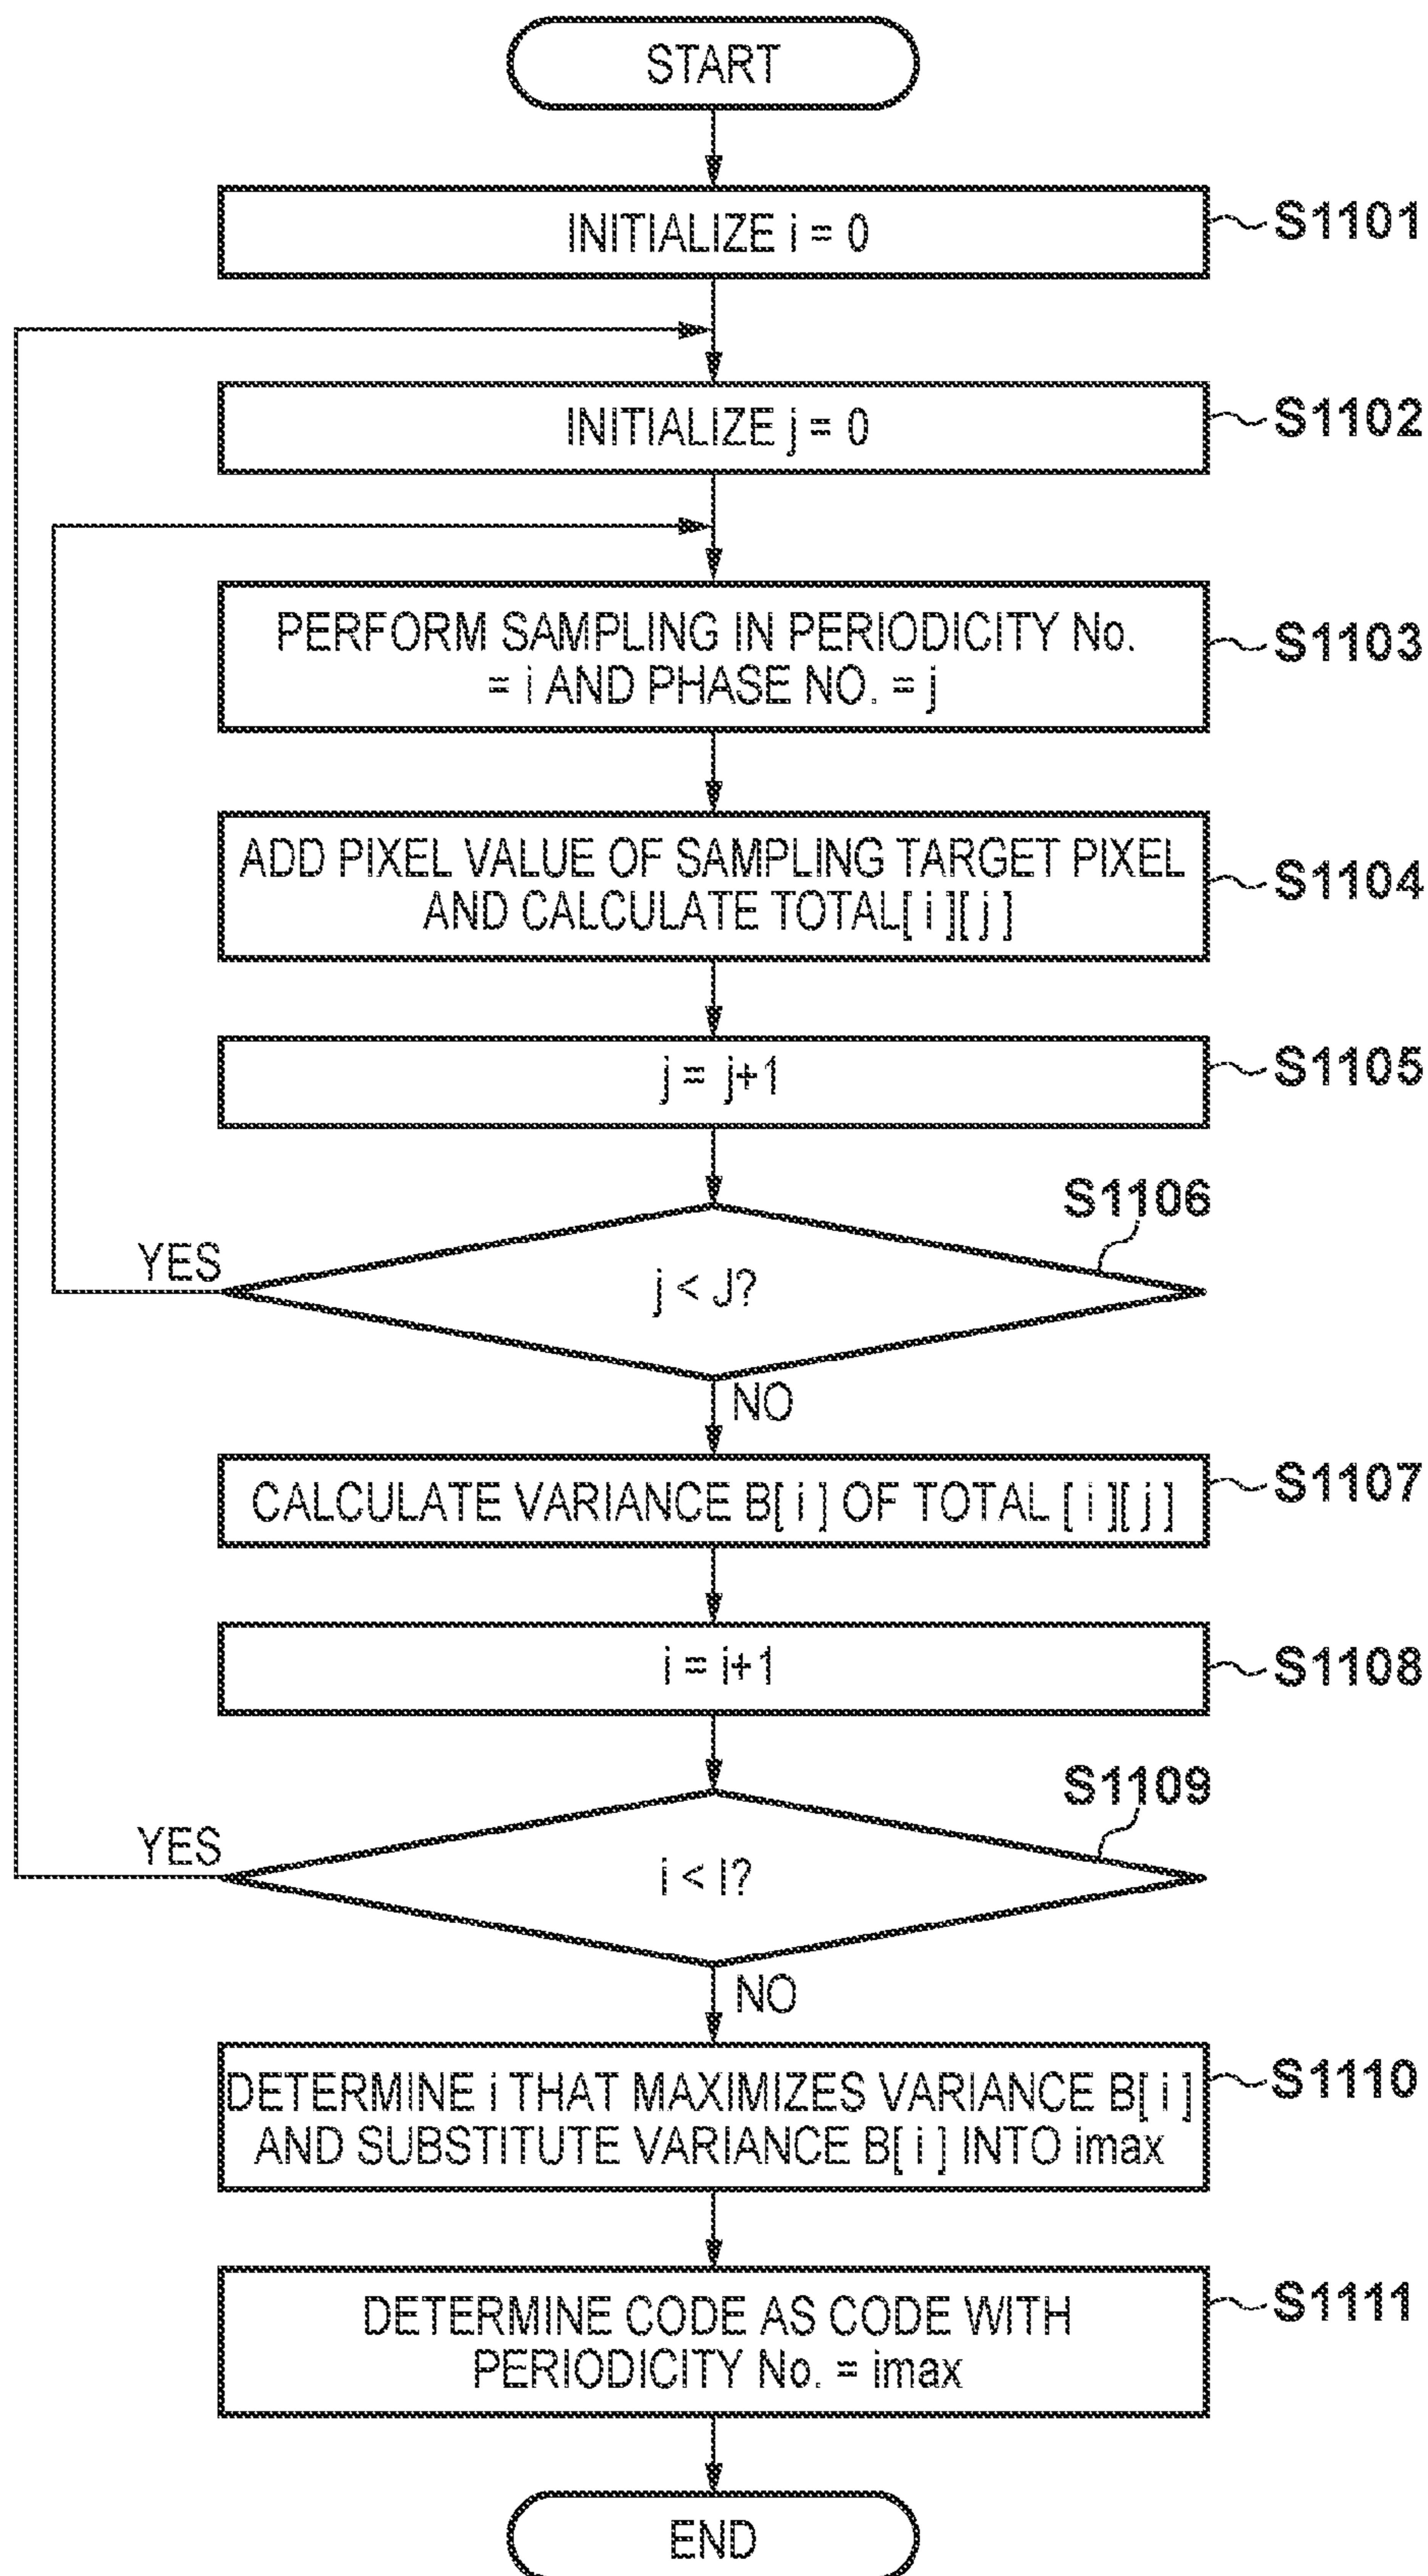 START
INITIALIZE i = 0
S1101
INITIALIZE j = 0
S1102
PERFORM SAMPLING IN PERIODICITY No.
= i AND PHASE NO. = j
S1103
ADD PIXEL VALUE OF SAMPLING TARGET PIXEL
AND CALCULATE TOTAL[ i ][ j ]
S1104
j = j+1
S1105
S1106
YES
j < J?
NO
CALCULATE VARIANCE B[ i ] OF TOTAL [ i ][ j ]
S1107
i = i+1
S1108
S1109
YES
i < I?
NO
DETERMINE i THAT MAXIMIZES VARIANCE B[ i ]
AND SUBSTITUTE VARIANCE B[ i ] INTO imax
S1110
DETERMINE CODE AS CODE WITH
PERIODICITY No. = imax
S1111
END